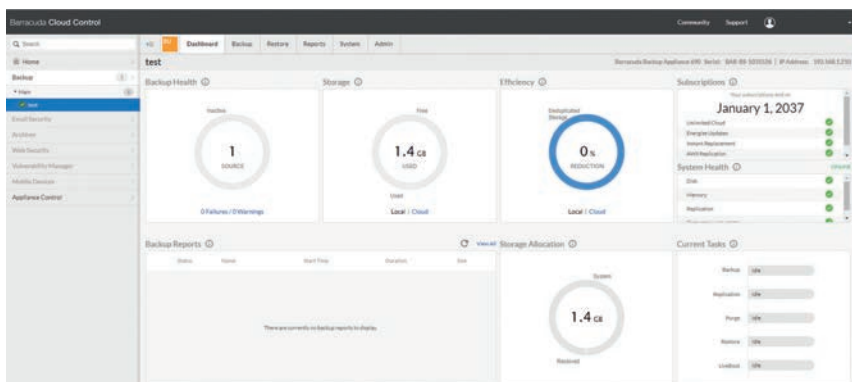 Barracuda Cloud Control
Community Support
Search
Dashboard Backup Restore Reports System Admin
Home
test
Backup
test
Email Security
Archiver
Web Security
Vulnerability Manager
Mobile Devices
Appliance Control
Backup Health
Inactive
1
SOURCE
0 Failures / 0 Warnings
Storage
Free
1.4 GB
USED
Used
Local | Cloud
Efficiency
Deduplicated
Storage
0%
REDUCTION
Local | Cloud
Subscriptions
January 1, 2037
Unlimited Cloud
Energize Updates
Instant Replacement
System Health
Disk
Memory
Replication
Backup Reports
View All
Status Name Start Time Duration Size
There are currently no backup reports to display.
Storage Allocation
System
1.4 GB
Received
Current Tasks
Backup Idle
Replication Idle
Purge Idle
Restore Idle
LiveBoot Idle